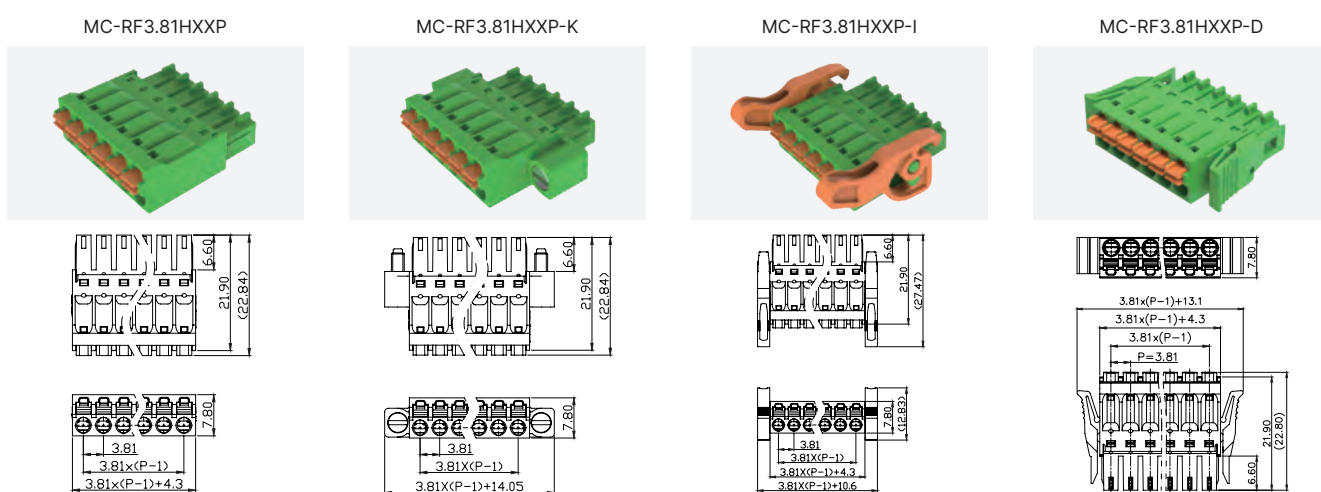 MC-RF3.81HXXP
6.60
21.90
(22.84)
7.80
3.81
3.81x(P-1)
3.81x(P-1)+4.3
MC-RF3.81HXXP-K
6.60
21.90
(22.84)
7.80
3.81
3.81X(P-1)
3.81X(P-1)+14.05
MC-RF3.81HXXP-I
6.60
21.90
(27.47)
7.80
(12.83)
3.81
3.81X(P-1)
3.81X(P-1)+4.3
3.81X(P-1)+10.6
MC-RF3.81HXXP-D
7.80
3.81x(P-1)+13.1
3.81x(P-1)+4.3
3.81x(P-1)
P=3.81
21.90
(22.80)
6.60